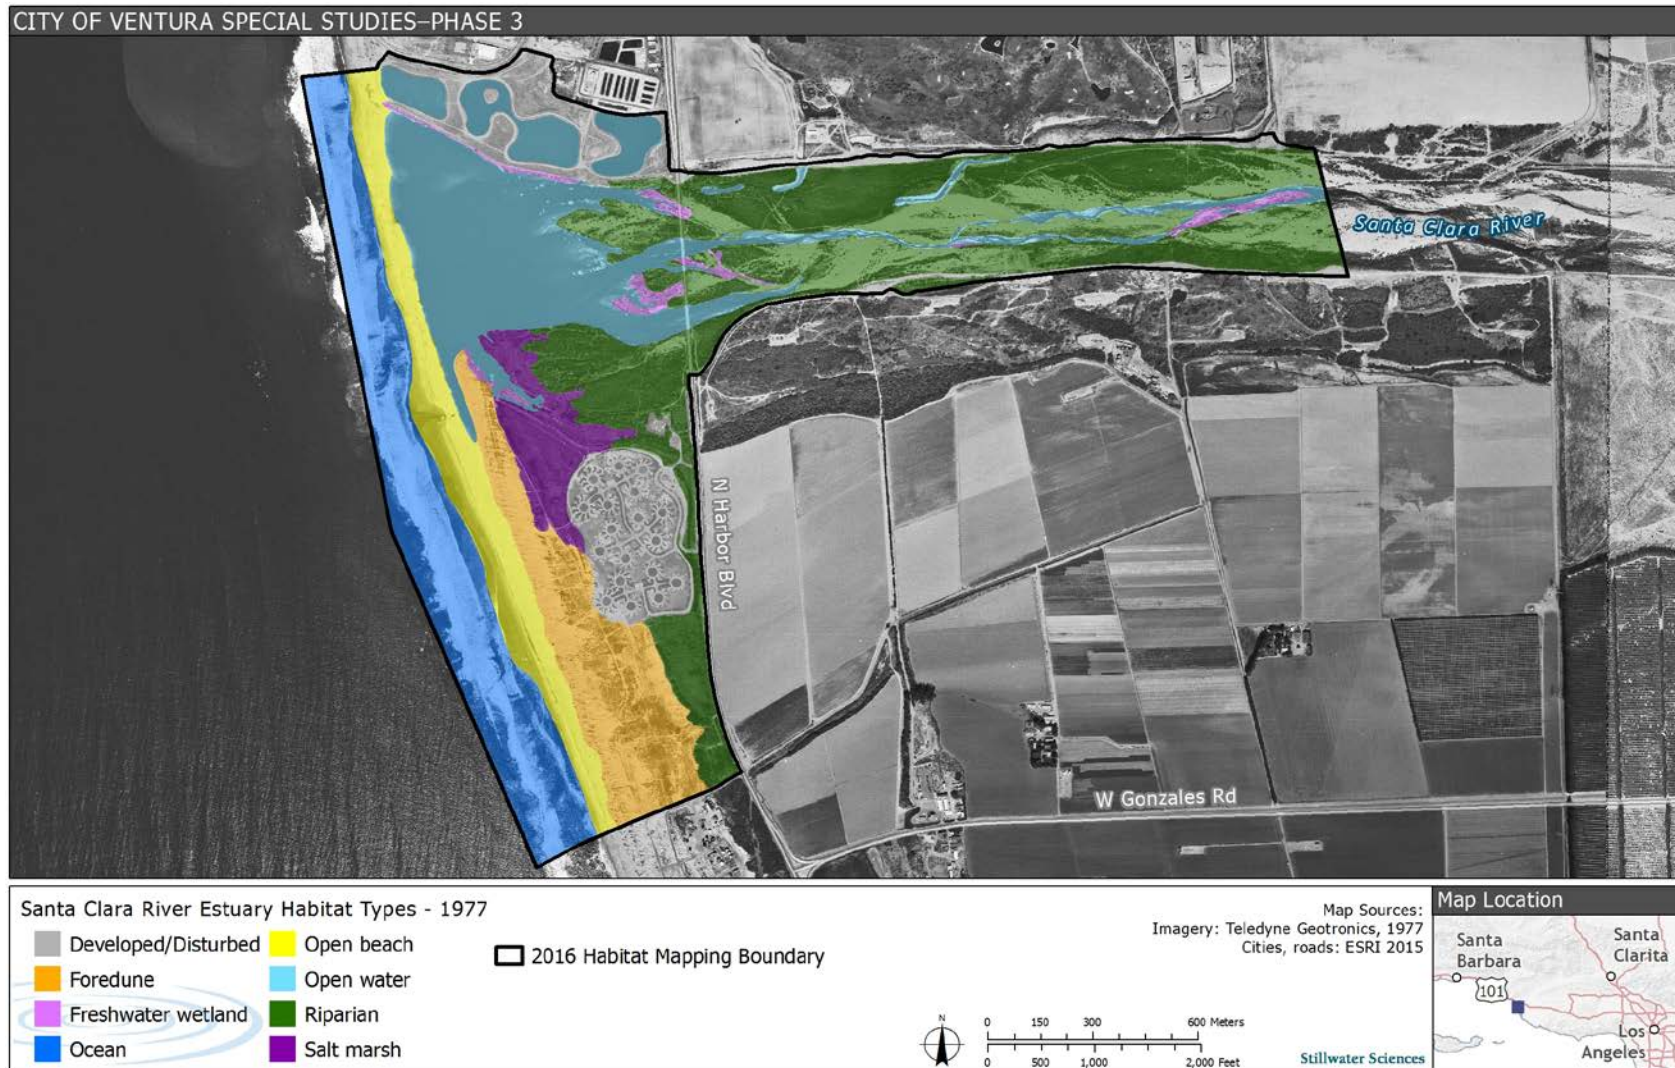 CITY OF VENTURA SPECIAL STUDIES–PHASE 3
Santa Clara River
N Harbor Blvd
W Gonzales Rd
Santa Clara River Estuary Habitat Types - 1977
Developed/Disturbed
Foredune
Freshwater wetland
Ocean
Open beach
Open water
Riparian
Salt marsh
2016 Habitat Mapping Boundary
Map Sources:
Imagery: Teledyne Geotronics, 1977
Cities, roads: ESRI 2015
N
0 150 300 600 Meters
0 500 1,000 2,000 Feet
Stillwater Sciences
Map Location
Santa
Barbara
Santa
Clarita
101
Los
Angeles